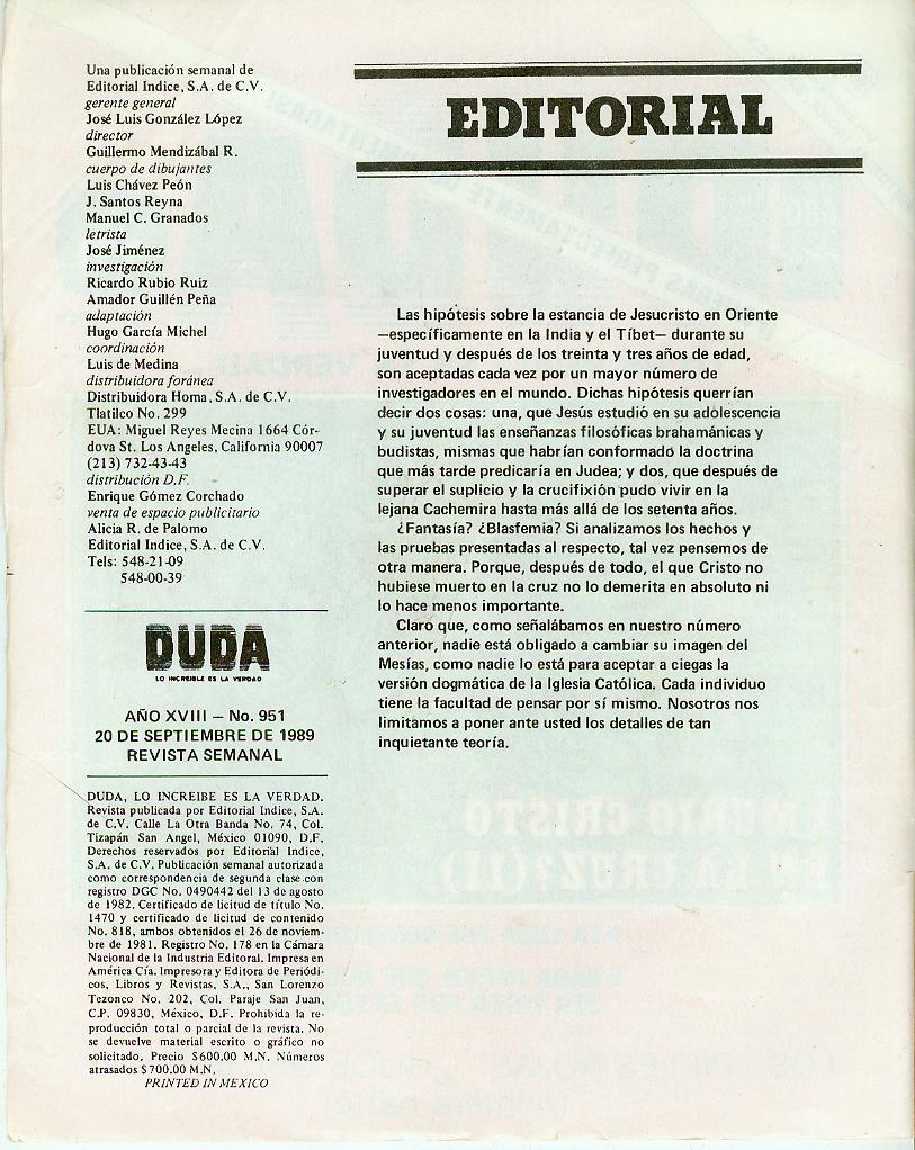 Una publicación semanal de
Editorial Indice, S.A. de C.V.
gerente general
José Luis González López
director
Guillermo Mendizábal R.
cuerpo de dibujantes
Luis Chávez Peón
J. Santos Reyna
Manuel C. Granados
letrista
José Jiménez
investigación
Ricardo Rubio Ruiz
Amador Guillén Peña
adaptación
Hugo García Michel
coordinación
Luis de Medina
distribuidora foránea
Distribuidora Homa, S.A. de C.V.
Tlatilco No. 299
EUA: Miguel Reyes Mecina 1664 Cór-
dova St. Los Angeles, California 90007
(213) 732-43-43
distribución D.F.
Enrique Gómez Corchado
venta de espacio publicitario
Alicia R. de Palomo
Editorial Indice, S.A. de C.V.
Tels: 548-21-09
548-00-39
DUDA
LO INCREIBLE ES LA VERDAD
AÑO XVIII — No. 951
20 DE SEPTIEMBRE DE 1989
REVISTA SEMANAL
DUDA, LO INCREIBE ES LA VERDAD.
Revista publicada por Editorial Indice, S.A.
de C.V. Calle La Otra Banda No. 74, Col.
Tizapán San Angel, México 01090, D.F.
Derechos reservados por Editorial Indice,
S.A. de C.V. Publicación semanal autorizada
como correspondencia de segunda clase con
registro DGC No. 0490442 del 13 de agosto
de 1982. Certificado de licitud de título No.
1470 y certificado de licitud de contenido
No. 818, ambos obtenidos el 26 de noviem-
bre de 1981. Registro No. 178 en la Cámara
Nacional de la Industria Editoral. Impresa en
América Cía. Impresora y Editora de Periódi-
cos, Libros y Revistas, S.A., San Lorenzo
Tezonco No. 202, Col. Paraje San Juan,
C.P. 09830, México, D.F. Prohibida la re-
producción total o parcial de la revista. No
se devuelve material escrito o gráfico no
solicitado. Precio $600.00 M.N. Números
atrasados $700.00 M.N.
PRINTED IN MEXICO
EDITORIAL
Las hipótesis sobre la estancia de Jesucristo en Oriente
—específicamente en la India y el Tíbet— durante su
juventud y después de los treinta y tres años de edad,
son aceptadas cada vez por un mayor número de
investigadores en el mundo. Dichas hipótesis querrían
decir dos cosas: una, que Jesús estudió en su adolescencia
y su juventud las enseñanzas filosóficas brahamánicas y
budistas, mismas que habrían conformado la doctrina
que más tarde predicaría en Judea; y dos, que después de
superar el suplicio y la crucifixión pudo vivir en la
lejana Cachemira hasta más allá de los setenta años.
¿Fantasía? ¿Blasfemia? Si analizamos los hechos y
las pruebas presentadas al respecto, tal vez pensemos de
otra manera. Porque, después de todo, el que Cristo no
hubiese muerto en la cruz no lo demerita en absoluto ni
lo hace menos importante.
Claro que, como señalábamos en nuestro número
anterior, nadie está obligado a cambiar su imagen del
Mesías, como nadie lo está para aceptar a ciegas la
versión dogmática de la Iglesia Católica. Cada individuo
tiene la facultad de pensar por sí mismo. Nosotros nos
limitamos a poner ante usted los detalles de tan
inquietante teoría.